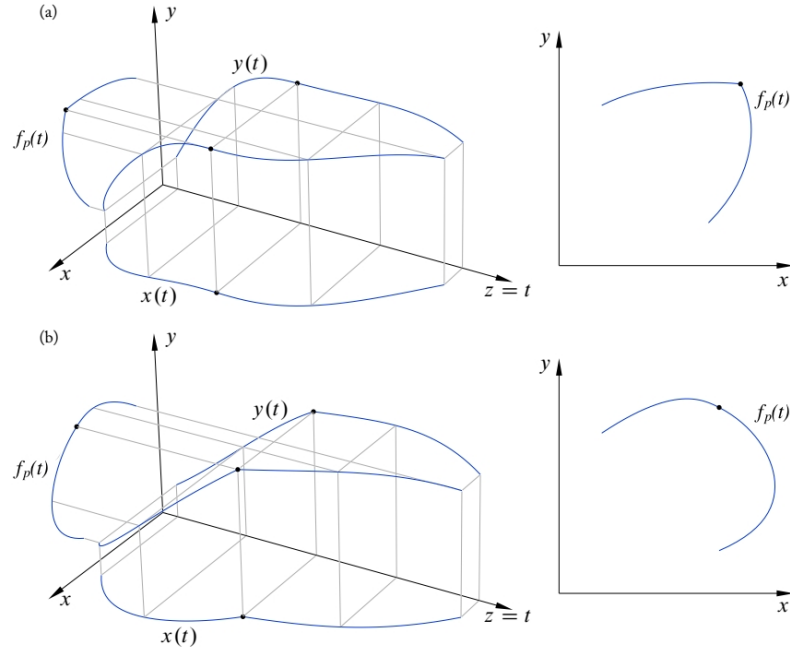 (a)
y
y(t)
f_p(t)
x
x(t)
z = t
y
f_p(t)
x
(b)
y
y(t)
f_p(t)
x
x(t)
z = t
y
f_p(t)
x